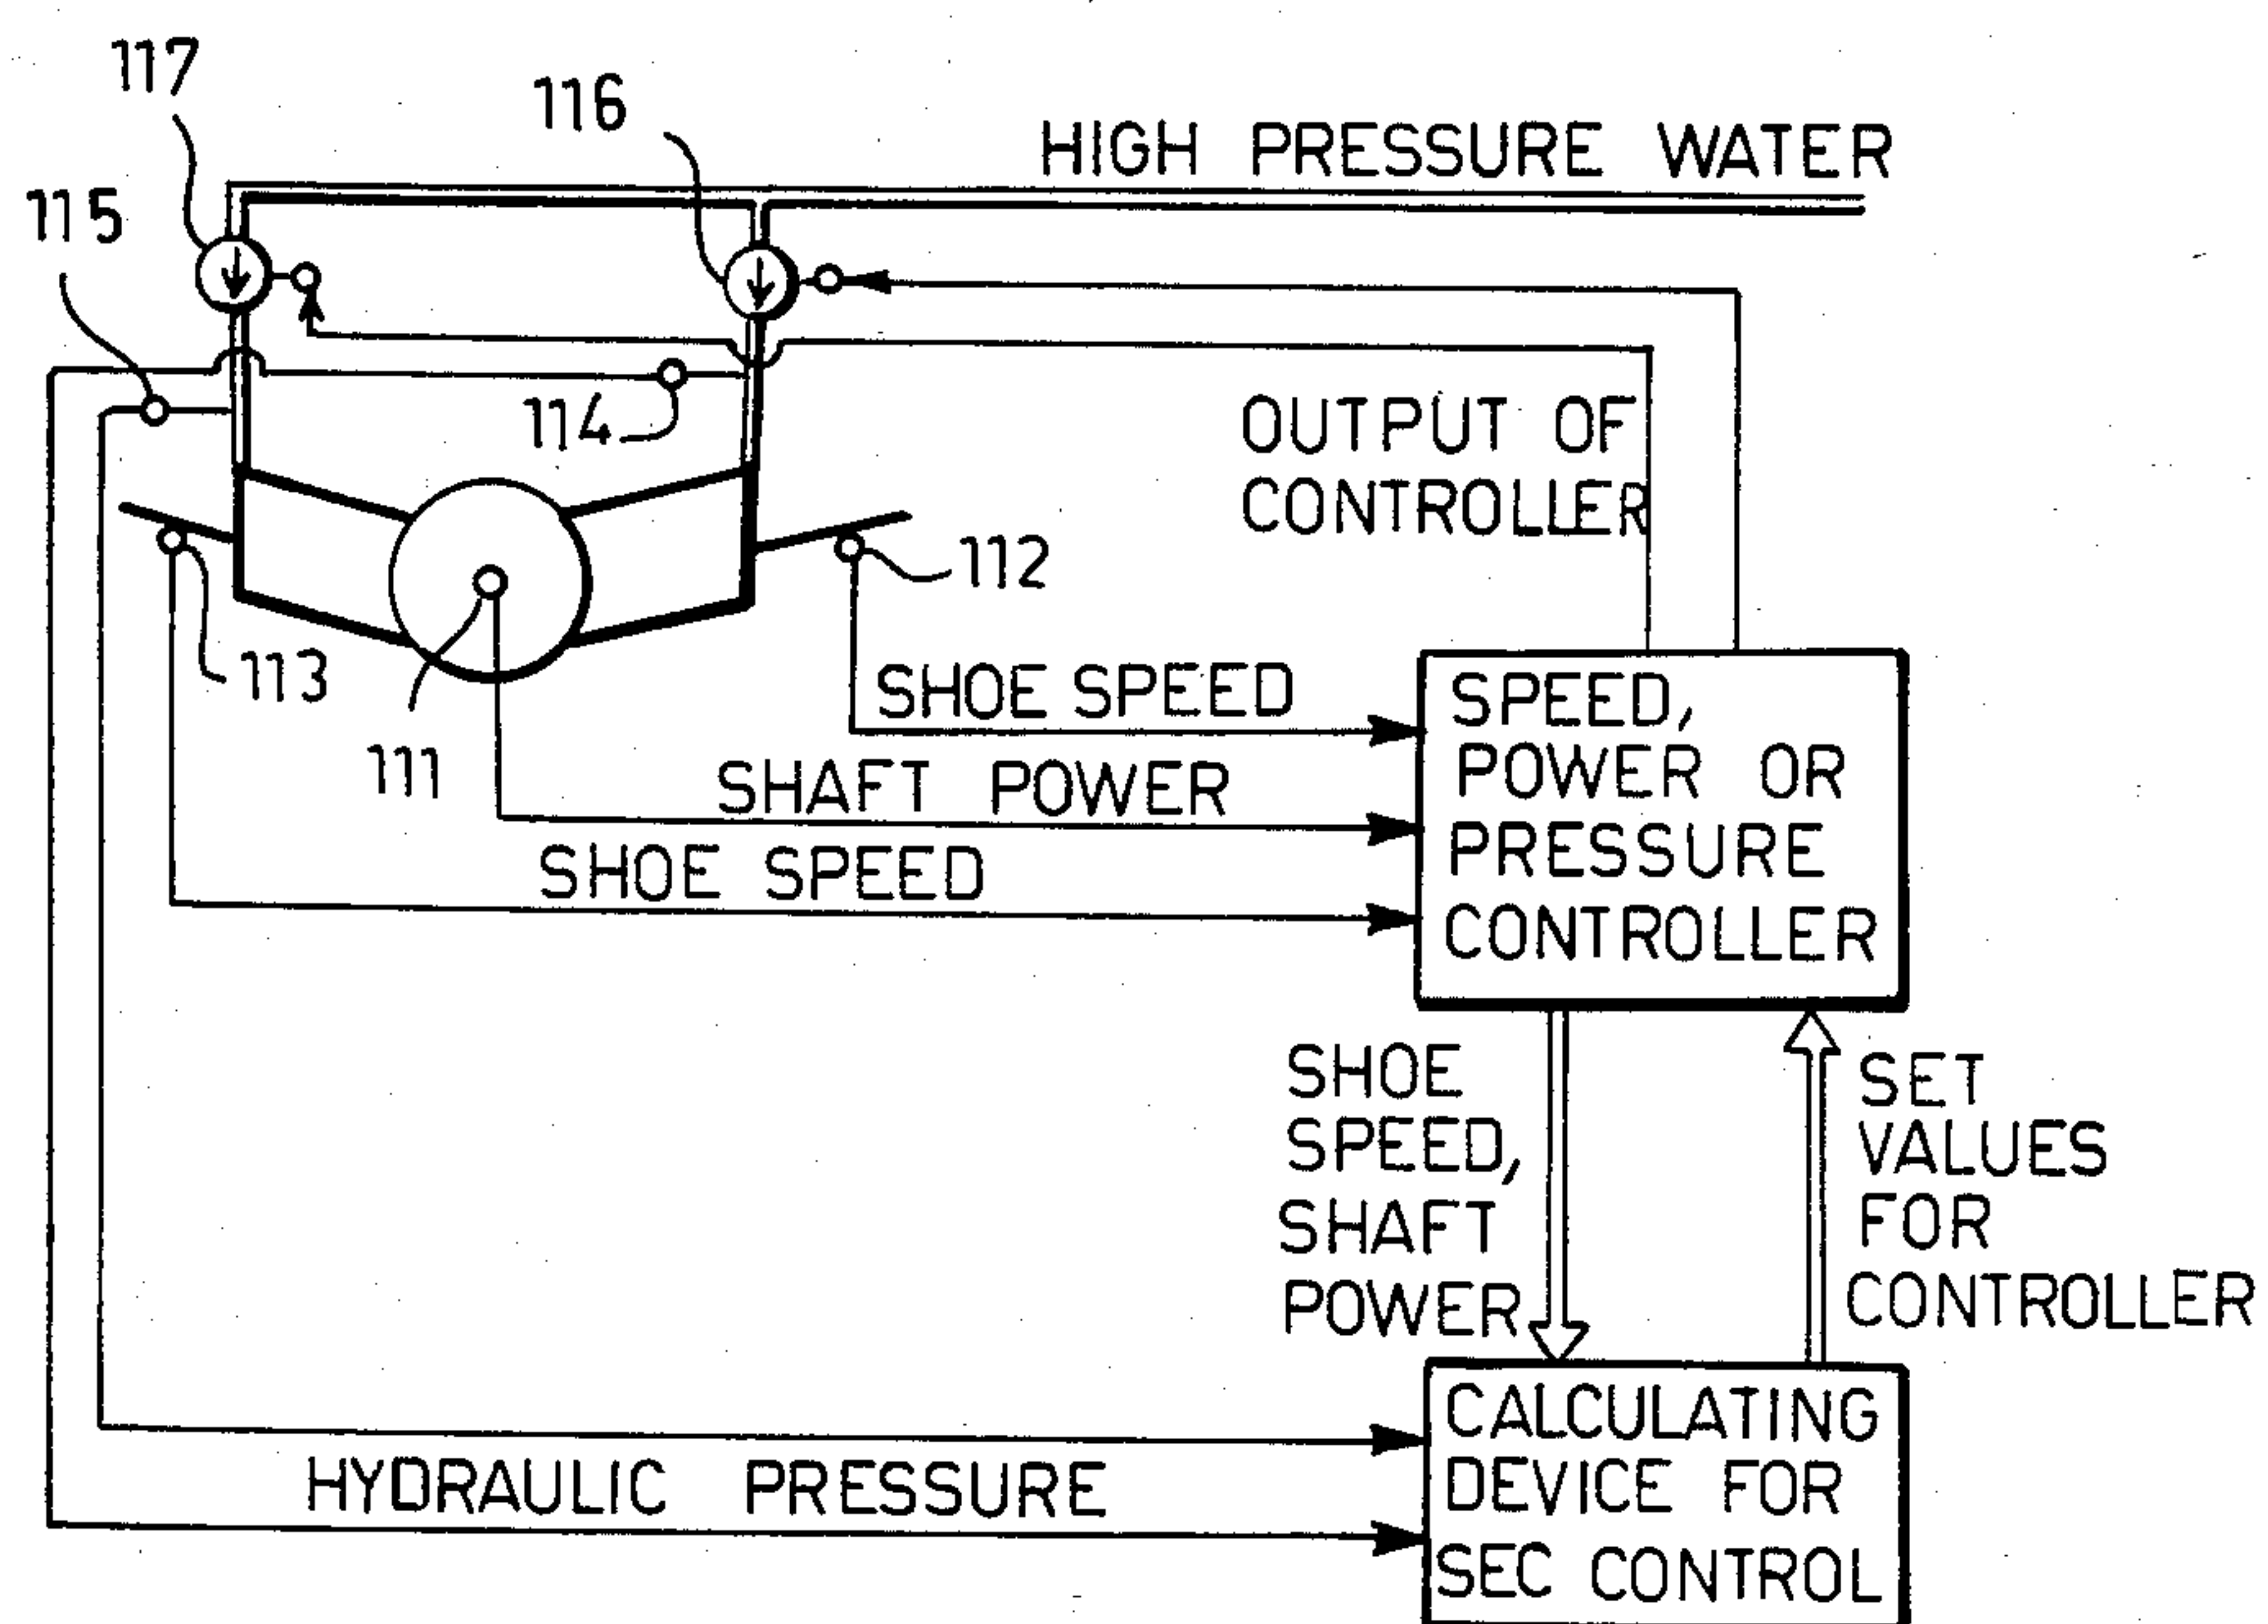 117
116
HIGH PRESSURE WATER
115
114
OUTPUT OF
CONTROLLER
112
113
111
SHOE SPEED
SHAFT POWER
SHOE SPEED
SPEED,
POWER OR
PRESSURE
CONTROLLER
SHOE
SPEED,
SHAFT
POWER
SET
VALUES
FOR
CONTROLLER
HYDRAULIC PRESSURE
CALCULATING
DEVICE FOR
SEC CONTROL